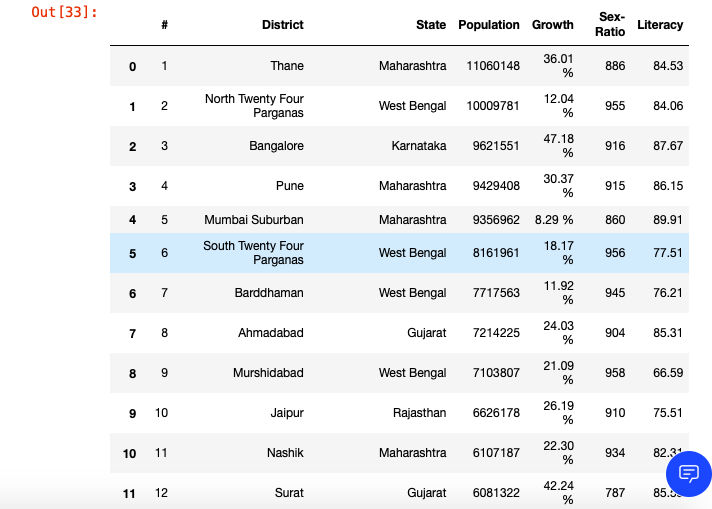 Out[33]:
# District State Population Growth Sex-Ratio Literacy
0 1 Thane Maharashtra 11060148 36.01 % 886 84.53
1 2 North Twenty Four Parganas West Bengal 10009781 12.04 % 955 84.06
2 3 Bangalore Karnataka 9621551 47.18 % 916 87.67
3 4 Pune Maharashtra 9429408 30.37 % 915 86.15
4 5 Mumbai Suburban Maharashtra 9356962 8.29 % 860 89.91
5 6 South Twenty Four Parganas West Bengal 8161961 18.17 % 956 77.51
6 7 Barddhaman West Bengal 7717563 11.92 % 945 76.21
7 8 Ahmadabad Gujarat 7214225 24.03 % 904 85.31
8 9 Murshidabad West Bengal 7103807 21.09 % 958 66.59
9 10 Jaipur Rajasthan 6626178 26.19 % 910 75.51
10 11 Nashik Maharashtra 6107187 22.30 % 934 82.31
11 12 Surat Gujarat 6081322 42.24 % 787